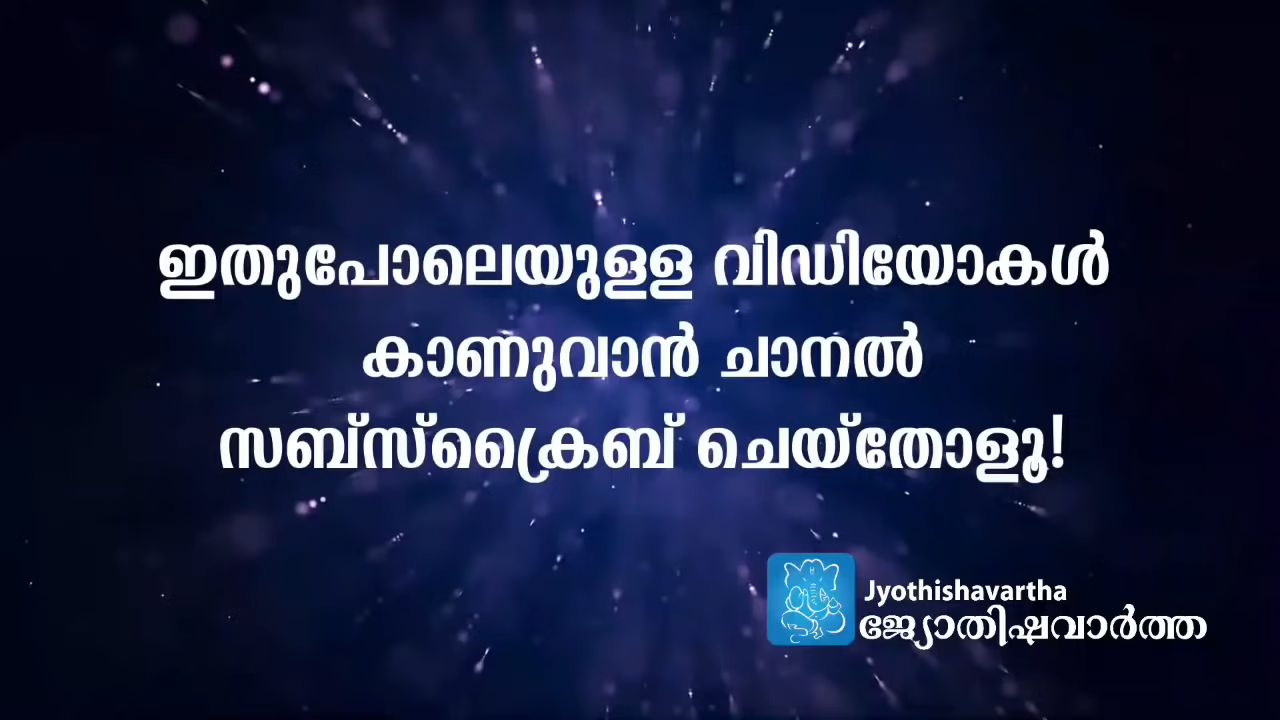 ഇതുപോലെയുള്ള വിഡിയോകൾ
കാണുവാൻ ചാനൽ
സബ്സ്ക്രൈബ് ചെയ്തോളൂ!
Jyothishavartha
ജ്യോതിഷവാർത്ത